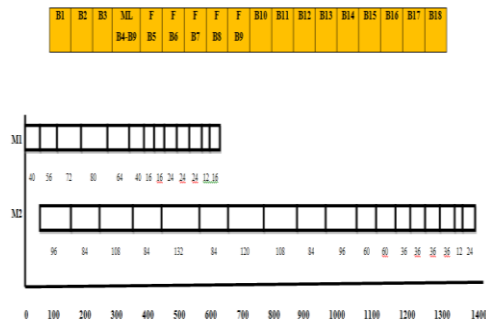 B1 B2 B3 ML F F F F F B10 B11 B12 B13 B14 B15 B16 B17 B18
B4-B9 B5 B6 B7 B8 B9
M1
40 56 72 80 64 40 16 16 24 24 24 12 16
M2
96 84 108 84 132 84 120 108 84 96 60 60 36 36 36 36 12 24
0 100 200 300 400 500 600 700 800 900 1000 1100 1200 1300 1400